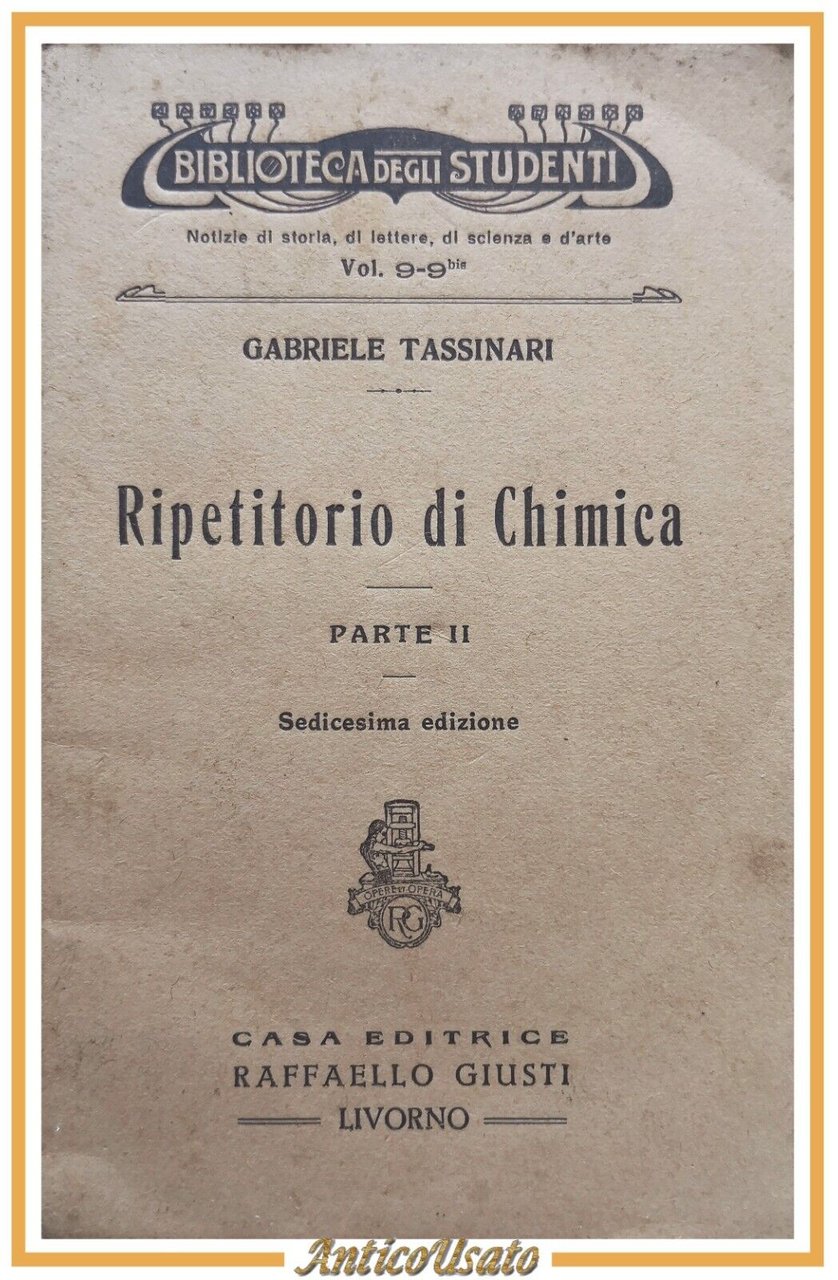 BIBLIOTECA DEGLI STUDENTI
Notizie di storia, di lettere, di scienza e d'arte
Vol. 9-9bis
GABRIELE TASSINARI
Ripetitorio di Chimica
PARTE II
Sedicesima edizione
OPERE ET OPERA
RG
CASA EDITRICE
RAFFAELLO GIUSTI
LIVORNO
AnticoUsato